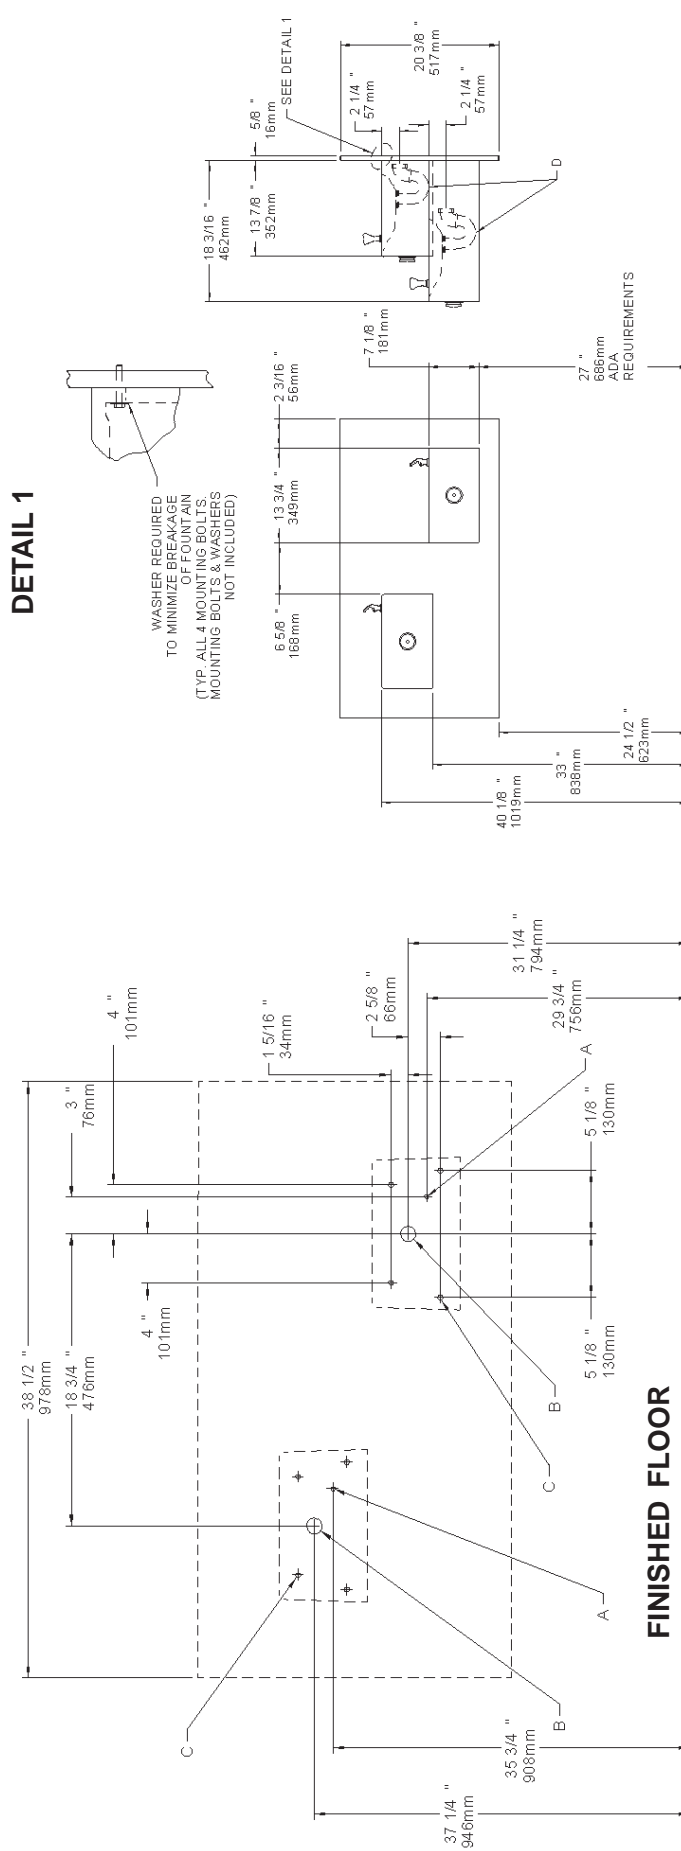 DETAIL 1
WASHER REQUIRED
TO MINIMIZE BREAKAGE
OF FOUNTAIN
(TYP. ALL 4 MOUNTING BOLTS.
MOUNTING BOLTS & WASHERS
NOT INCLUDED)
18 3/16 "
462mm
13 7/8 "
352mm
5/8 "
16mm
SEE DETAIL 1
2 1/4 "
57mm
20 3/8 "
517mm
2 1/4 "
57mm
D
6 5/8 "
168mm
13 3/4 "
349mm
2 3/16 "
56mm
7 1/8 "
181mm
27 "
686mm
ADA
REQUIREMENTS
40 1/8 "
1019mm
33 "
838mm
24 1/2 "
623mm
38 1/2 "
978mm
18 3/4 "
476mm
3 "
76mm
4 "
101mm
4 "
101mm
1 5/16 "
34mm
2 5/8 "
66mm
31 1/4 "
794mm
29 3/4 "
756mm
A
5 1/8 "
130mm
5 1/8 "
130mm
B
C
A
B
C
35 3/4 "
908mm
37 1/4 "
946mm
FINISHED FLOOR